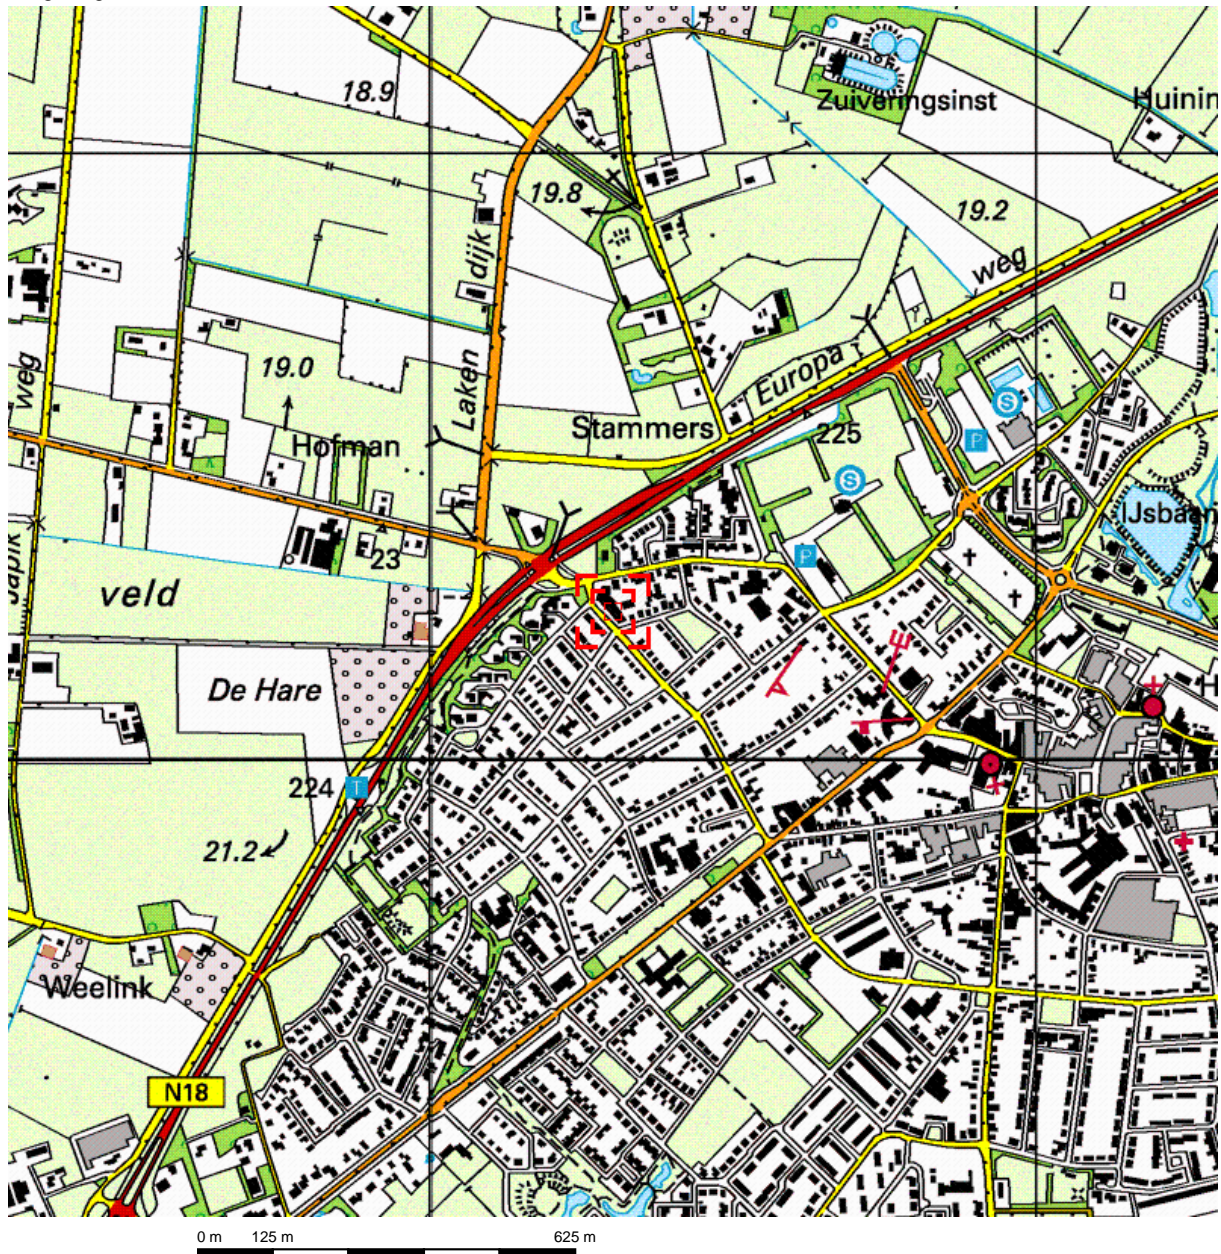 18.9
Zuiveringsinst
Huinin
19.8
19.2
dijk
weg
Laken
Europa
19.0
weg
Stammers
225
Hofman
S
P
S
IJsbaan
P
23
veld
De Hare
E
A
H
224
T
21.2
Weelink
N18
0 m 125 m 625 m